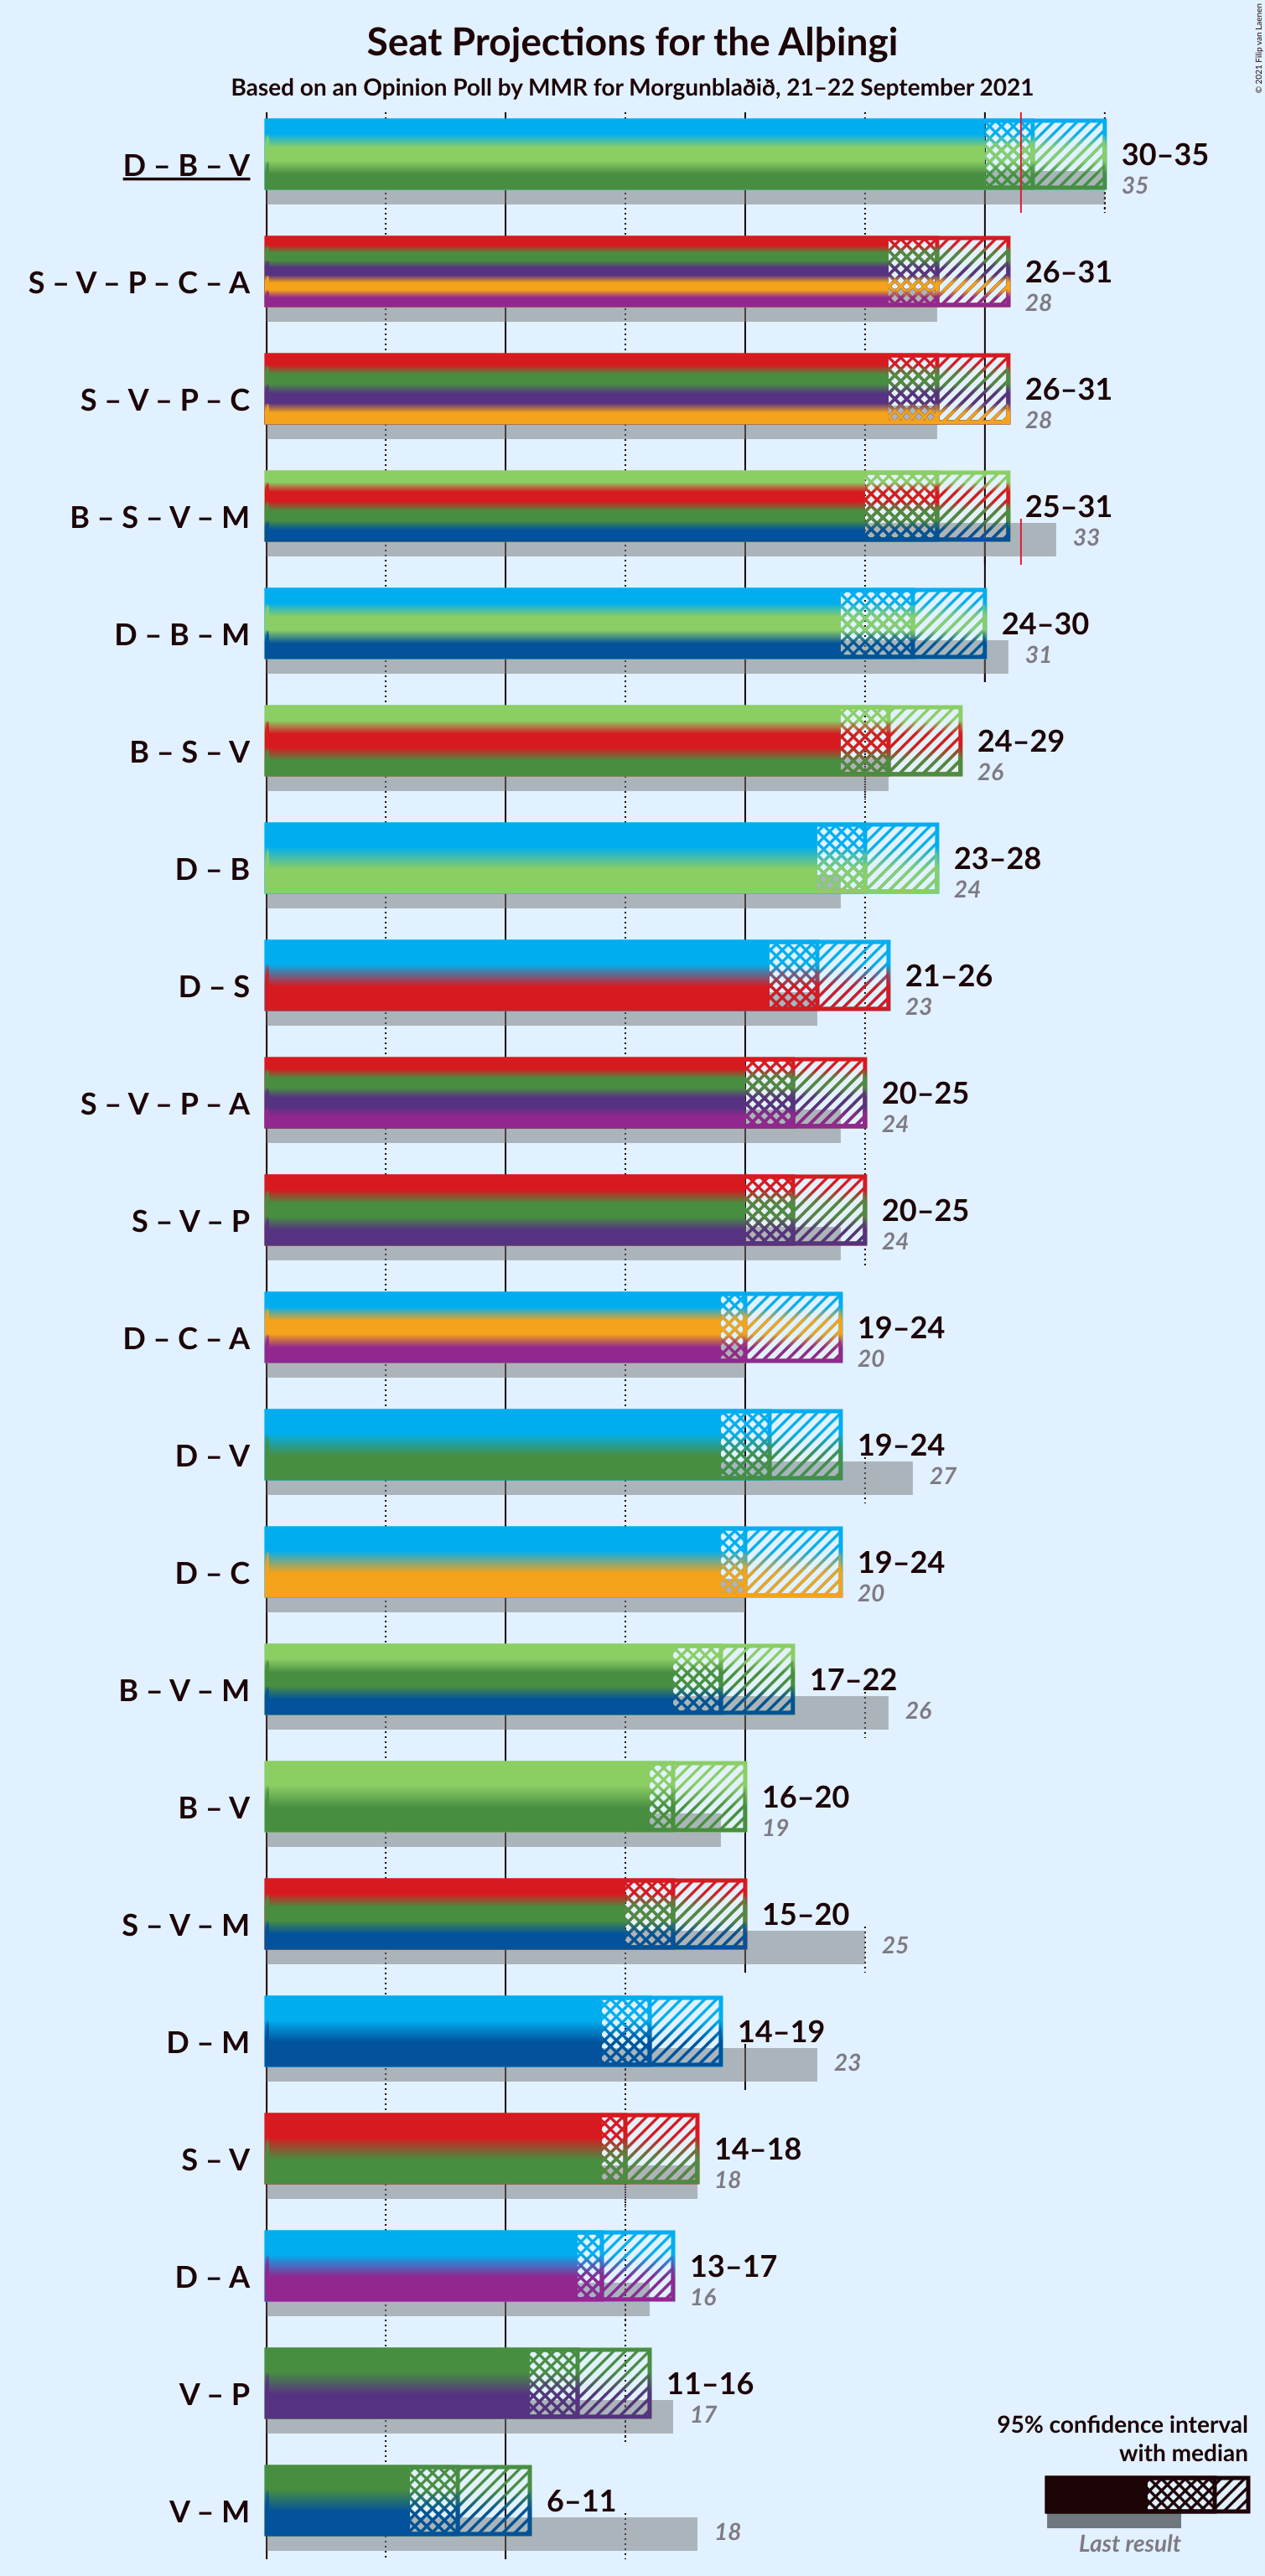 Seat Projections for the Alþingi
Based on an Opinion Poll by MMR for Morgunblaðið, 21–22 September 2021
© 2021 Filip van Laenen
D – B – V
30–35
35
S – V – P – C – A
26–31
28
S – V – P – C
26–31
28
B – S – V – M
25–31
33
D – B – M
24–30
31
B – S – V
24–29
26
D – B
23–28
24
D – S
21–26
23
S – V – P – A
20–25
24
S – V – P
20–25
24
D – C – A
19–24
20
D – V
19–24
27
D – C
19–24
20
B – V – M
17–22
26
B – V
16–20
19
S – V – M
15–20
25
D – M
14–19
23
S – V
14–18
18
D – A
13–17
16
V – P
11–16
17
V – M
6–11
18
95% confidence interval
with median
Last result